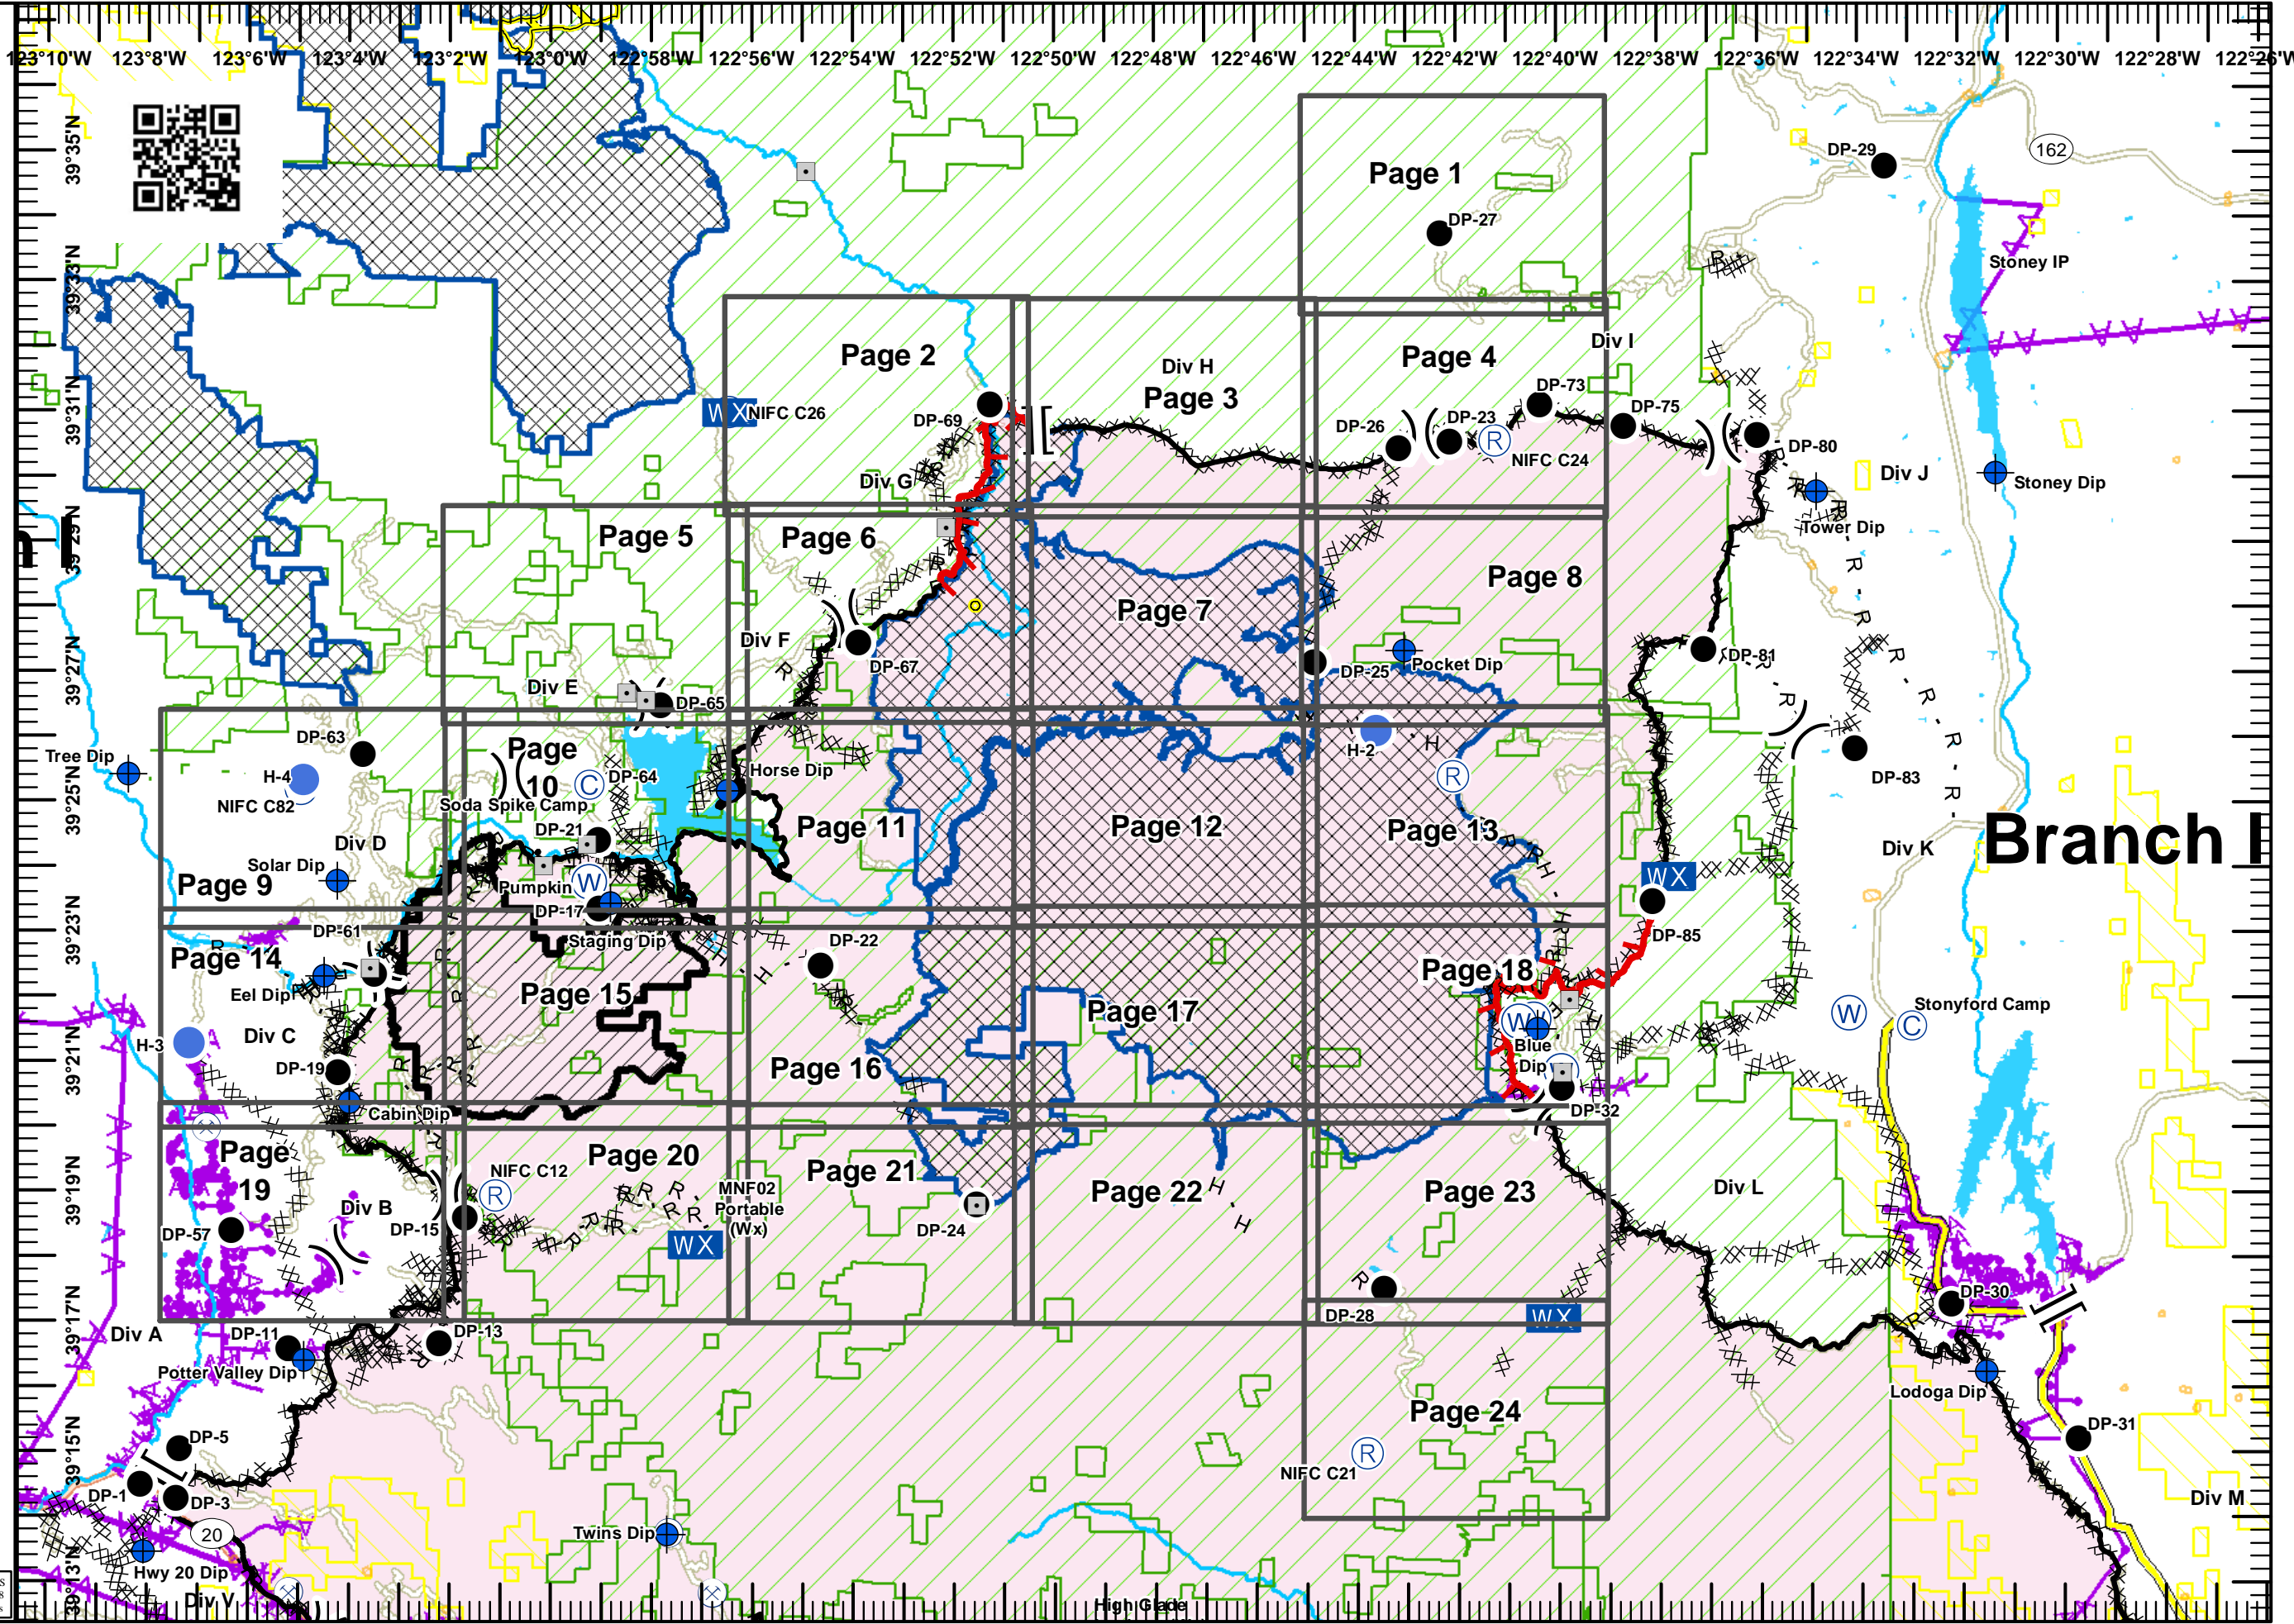 123°10'W 123°8'W 123°6'W 123°4'W 123°2'W 123°0'W 122°58'W 122°56'W 122°54'W 122°52'W 122°50'W 122°48'W 122°46'W 122°44'W 122°42'W 122°40'W 122°38'W 122°36'W 122°34'W 122°32'W 122°30'W 122°28'W 122°26'W
39°35'N
DP-29
162
Page 1
DP-27
39°33'N
R
Stoney IP
Page 2
Div H
Page 3
Page 4
Div I
39°31'N
WX
NIFC C26
DP-69
DP-26
DP-23
DP-73
DP-75
R
NIFC C24
DP-80
Div J
Div G
Stoney Dip
Tower Dip
39°29'N
Page 5
Page 6
Page 7
Page 8
39°27'N
Div F
DP-67
DP-25
Pocket Dip
DP-81
Div E
DP-65
DP-63
Page
10
H-2
Tree Dip
H-4
NIFC C82
C
DP-64
Horse Dip
R
DP-83
39°25'N
Soda Spike Camp
DP-21
Page 11
Page 12
Page 13
Branch I
Div D
Div K
Solar Dip
Page 9
Pumpkin
W
WX
DP-17
39°23'N
DP-61
Staging Dip
DP-22
DP-85
Page 14
Eel Dip
Page 15
Page 18
Page 17
W
Stonyford Camp
W
C
H-3
Div C
Blue
Dip
39°21'N
DP-19
Page 16
Cabin Dip
DP-32
Page
19
Page 20
NIFC C12
R
Page 21
MNF02
Portable
(Wx)
WX
Page 22
Page 23
Div L
39°19'N
Div B
DP-15
DP-57
DP-24
H - H
R
DP-28
WX
DP-30
39°17'N
Div A
DP-11
DP-13
Potter Valley Dip
Lodoga Dip
Page 24
DP-31
39°15'N
DP-5
R
NIFC C21
DP-1
DP-3
Div M
20
Twins Dip
39°13'N
Hwy 20 Dip
Div V
High Glade